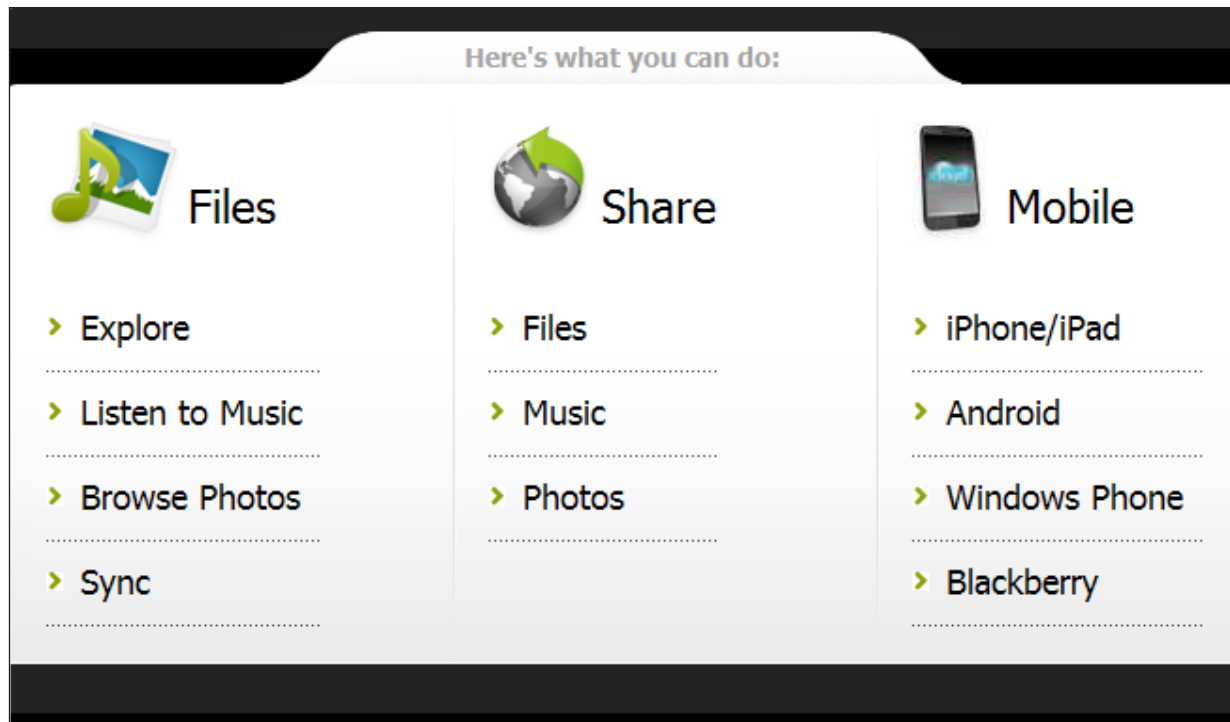 Here's what you can do:
Files
Explore
Listen to Music
Browse Photos
Sync
Share
Files
Music
Photos
Mobile
cloud
iPhone/iPad
Android
Windows Phone
Blackberry